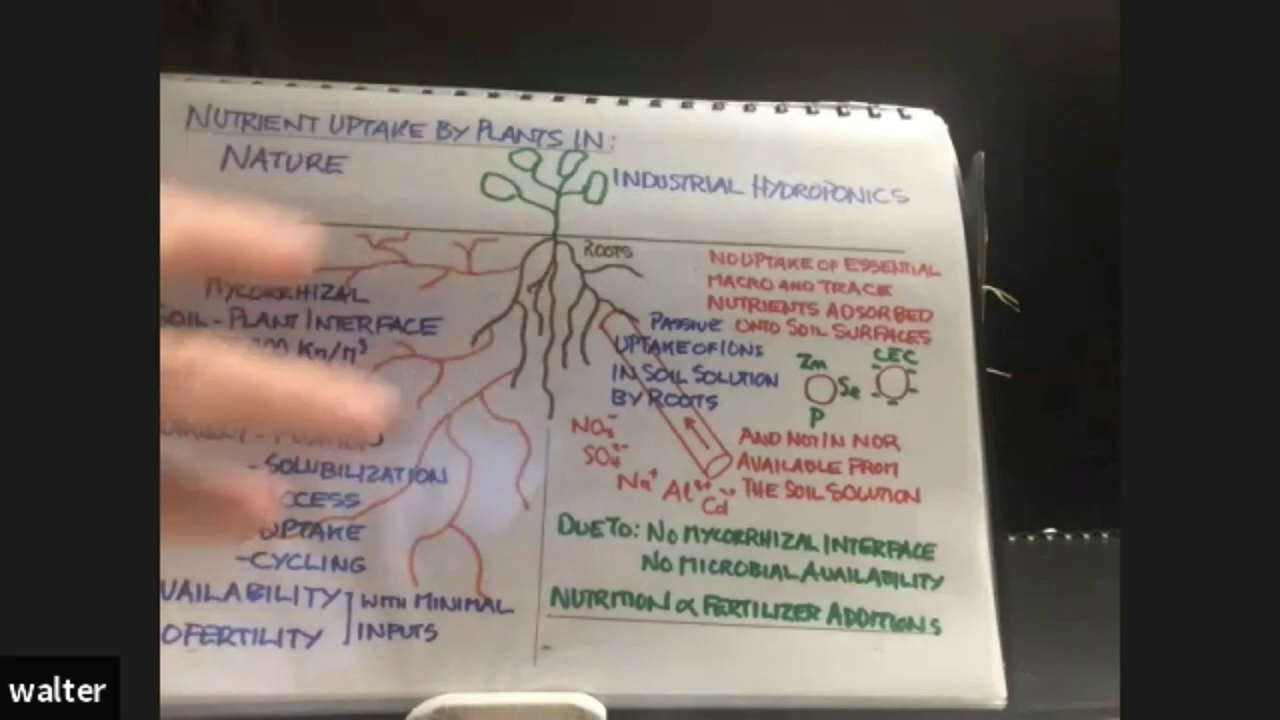 NUTRIENT UPTAKE BY PLANTS IN:
NATURE
INDUSTRIAL HYDROPONICS
ROOTS
MYCORRHIZAL
SOIL-PLANT INTERFACE
Km/m³
-SOLUBILIZATION
UPTAKE
-CYCLING
WITH MINIMAL
INPUTS
NO UPTAKE OF ESSENTIAL
MACRO AND TRACE
NUTRIENTS ADSORBED
ONTO SOIL SURFACES
PASSIVE
UPTAKE OF IONS
IN SOIL SOLUTION
BY ROOTS
Zn
Se
P
CEC
NO₃⁻
SO₄⁻⁻
Na⁺
Al⁺⁺⁺
Cd⁺⁺
AND NOT IN NOR
AVAILABLE FROM
THE SOIL SOLUTION
DUE TO: NO MYCORRHIZAL INTERFACE
NO MICROBIAL AVAILABILITY
NUTRITION ∝ FERTILIZER ADDITIONS
walter